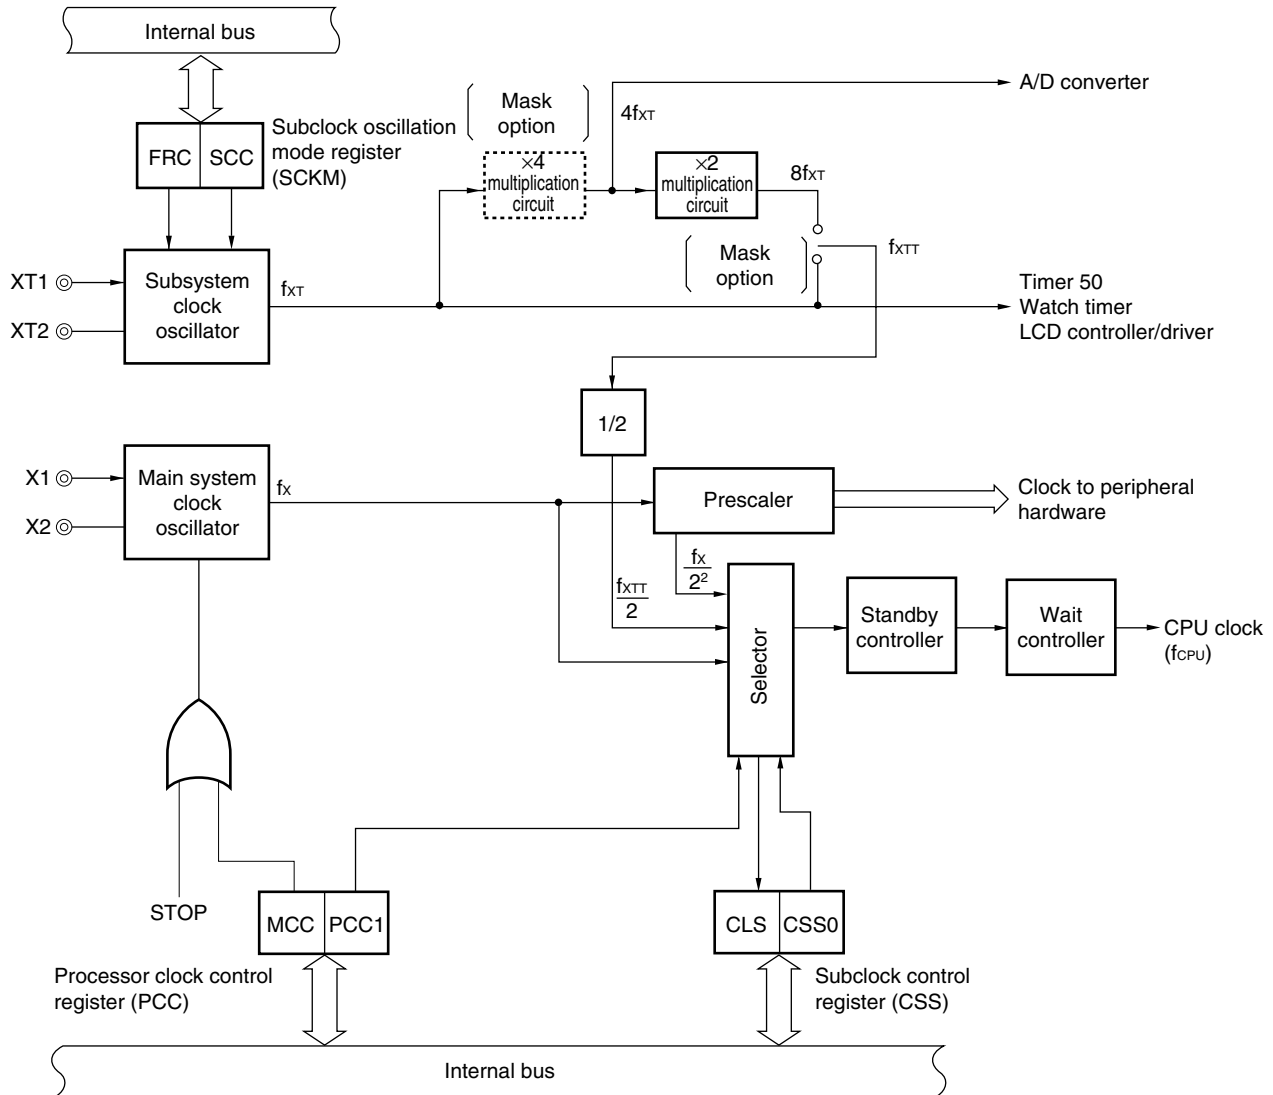 Internal bus
FRC SCC
Subclock oscillation
mode register
(SCKM)
Mask
option
4fXT
A/D converter
×4
multiplication
circuit
×2
multiplication
circuit
8fXT
Mask
option
fXTT
XT1
XT2
Subsystem
clock
oscillator
fXT
Timer 50
Watch timer
LCD controller/driver
1/2
X1
X2
Main system
clock
oscillator
fX
Prescaler
Clock to peripheral
hardware
fX
2²
fXTT
2
Selector
Standby
controller
Wait
controller
CPU clock
(fCPU)
STOP
MCC PCC1
CLS CSS0
Processor clock control
register (PCC)
Subclock control
register (CSS)
Internal bus